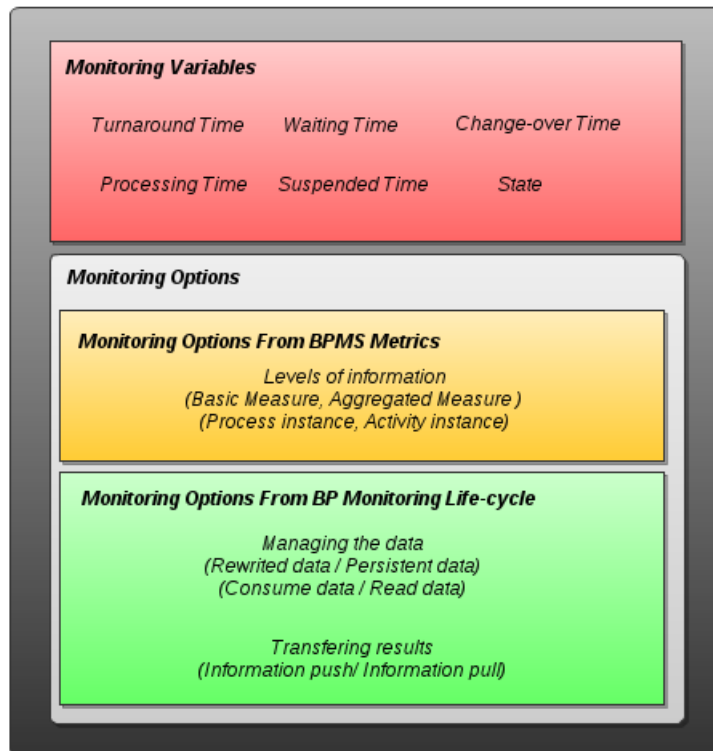 Monitoring Variables
Turnaround Time Waiting Time Change-over Time
Processing Time Suspended Time State
Monitoring Options
Monitoring Options From BPMS Metrics
Levels of information
(Basic Measure, Aggregated Measure )
(Process instance, Activity instance)
Monitoring Options From BP Monitoring Life-cycle
Managing the data
(Rewrited data / Persistent data)
(Consume data / Read data)
Transfering results
(Information push/ Information pull)